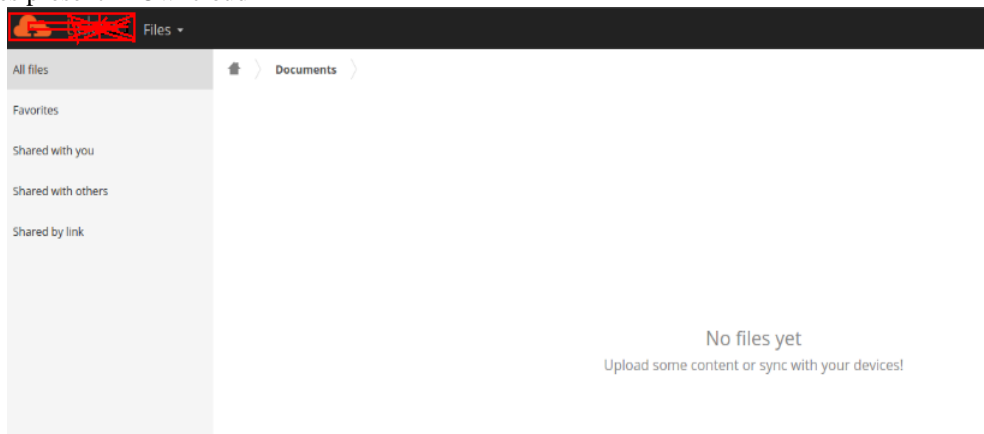 Files
All files
Documents
Favorites
Shared with you
Shared with others
Shared by link
No files yet
Upload some content or sync with your devices!